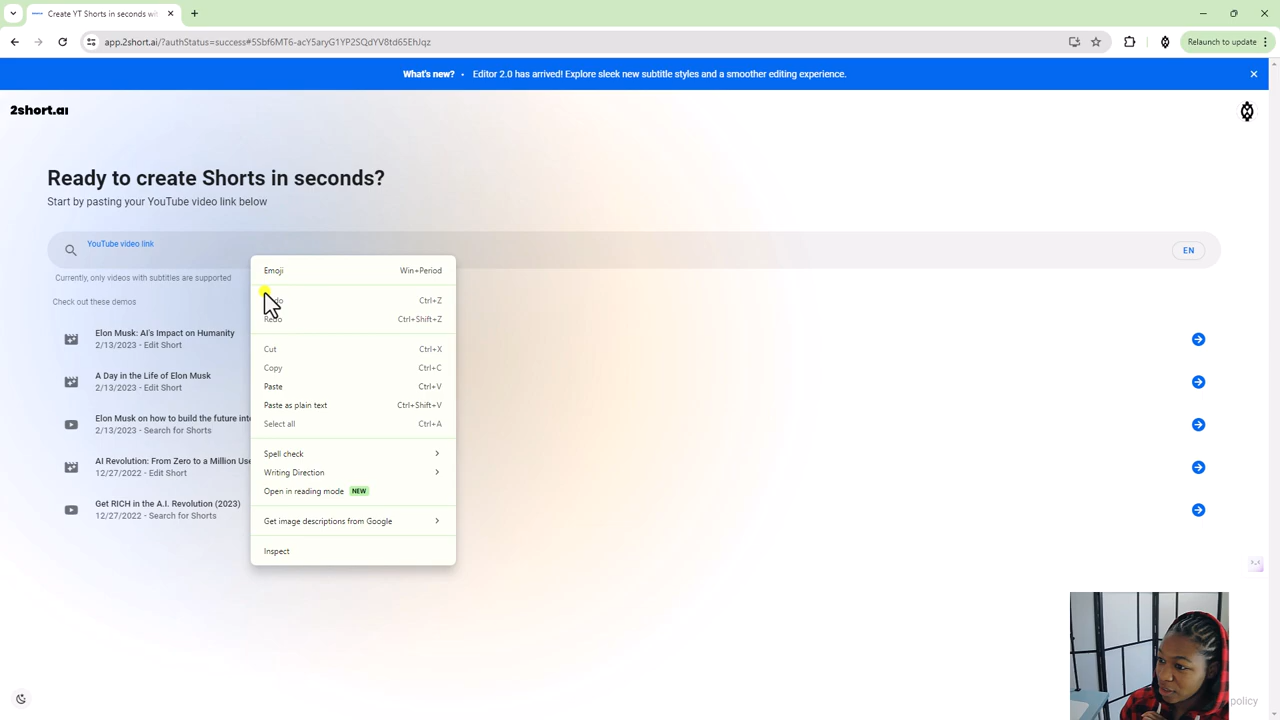 Create YT Shorts in seconds wit
app.2short.ai/?authStatus=success#5Sbf6MT6-acY5aryG1YP2SQdYV8td65EhJqz
Relaunch to update
What's new? • Editor 2.0 has arrived! Explore sleek new subtitle styles and a smoother editing experience.
2short.ai
Ready to create Shorts in seconds?
Start by pasting your YouTube video link below
YouTube video link
EN
Currently, only videos with subtitles are supported
Check out these demos
Elon Musk: AI's Impact on Humanity
2/13/2023 - Edit Short
A Day in the Life of Elon Musk
2/13/2023 - Edit Short
Elon Musk on how to build the future
2/13/2023 - Search for Shorts
AI Revolution: From Zero to a Million
12/27/2022 - Edit Short
Get RICH in the A.I. Revolution (2023)
12/27/2022 - Search for Shorts
Emoji Win+Period
Ctrl+Z
Redo Ctrl+Shift+Z
Cut Ctrl+X
Copy Ctrl+C
Paste Ctrl+V
Paste as plain text Ctrl+Shift+V
Select all Ctrl+A
Spell check
Writing Direction
Open in reading mode NEW
Get image descriptions from Google
Inspect
policy